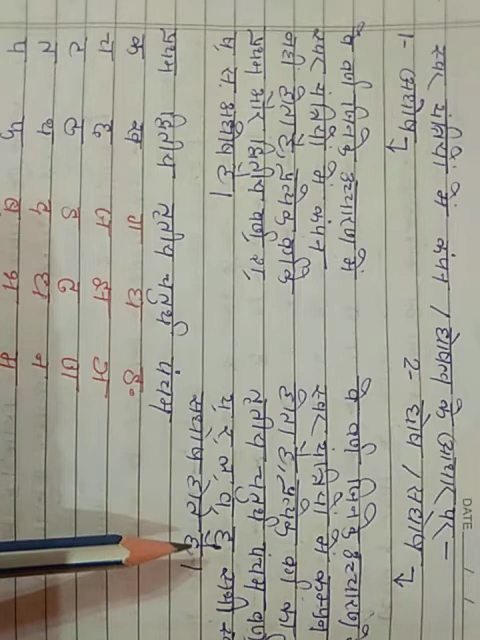 DATE
स्वर तंत्रियों में कंपन / घोषत्व के आधार पर -
1- अघोष→
2- घोष / सघोष →
वे वर्ण जिनके उच्चारण में
स्वर तंत्रियों में कंपन
नहीं होता है, प्रत्येक वर्ग के
प्रथम और द्वितीय वर्ण, श,
ष, स, अघोष है।
वे वर्ण जिनके उच्चारण
स्वर तंत्रियों में कम्पन
होता है, प्रत्येक वर्ग का
तृतीय चतुर्थ पंचम वर्ण
य, र, ल, व, ह सभी स्
सघोष होते है।
प्रथम द्वितीय तृतीय चतुर्थ पंचम
क ख ग घ ङ
च छ ज झ ञ
ट ठ ड ढ ण
त थ द ध न
प फ ब भ म